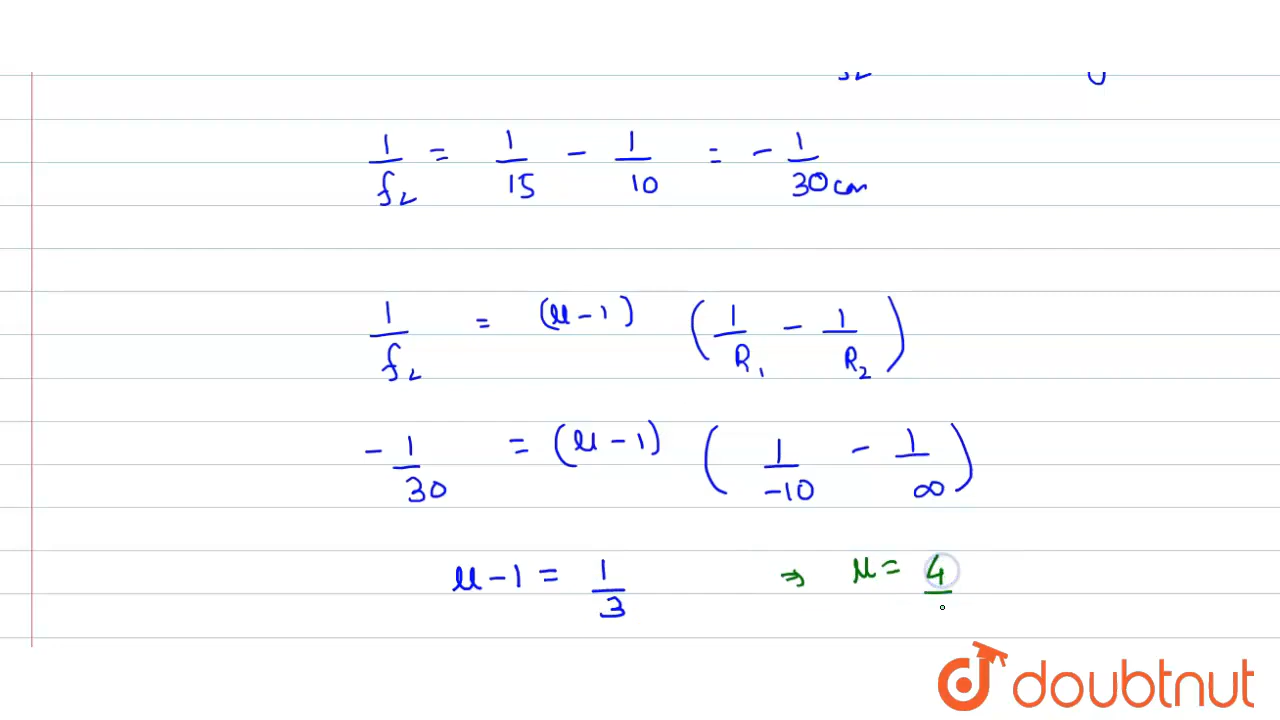 1/f₂ = 1/15 - 1/10 = - 1/30cm
1/f₂ = (μ-1) (1/R₁ - 1/R₂)
- 1/30 = (μ-1) (1/-10 - 1/∞)
μ-1 = 1/3 ⇒ μ = 4/
doubtnut